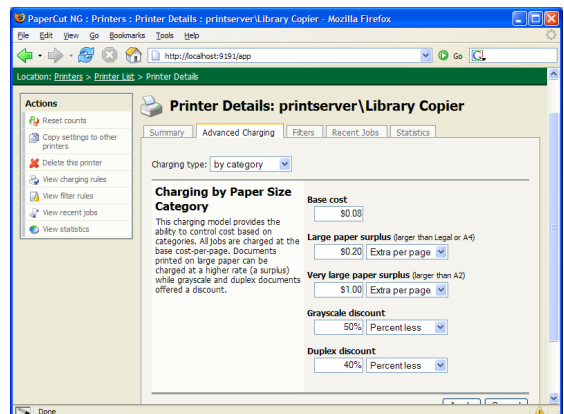 PaperCut NG : Printers : Printer Details : printserver\Library Copier - Mozilla Firefox
File Edit View Go Bookmarks Tools Help
http://localhost:9191/app
Go
Location: Printers > Printer List > Printer Details
Actions
Reset counts
Copy settings to other
printers
Delete this printer
View charging rules
View filter rules
View recent jobs
View statistics
Printer Details: printserver\Library Copier
Summary Advanced Charging Filters Recent Jobs Statistics
Charging type: by category
Charging by Paper Size
Category
This charging model provides the
ability to control cost based on
categories. All jobs are charged at the
base cost-per-page. Documents
printed on large paper can be
charged at a higher rate (a surplus)
while grayscale and duplex documents
offered a discount.
Base cost
$0.08
Large paper surplus (larger than Legal or A4)
$0.20 Extra per page
Very large paper surplus (larger than A2)
$1.00 Extra per page
Grayscale discount
50% Percent less
Duplex discount
40% Percent less
Done